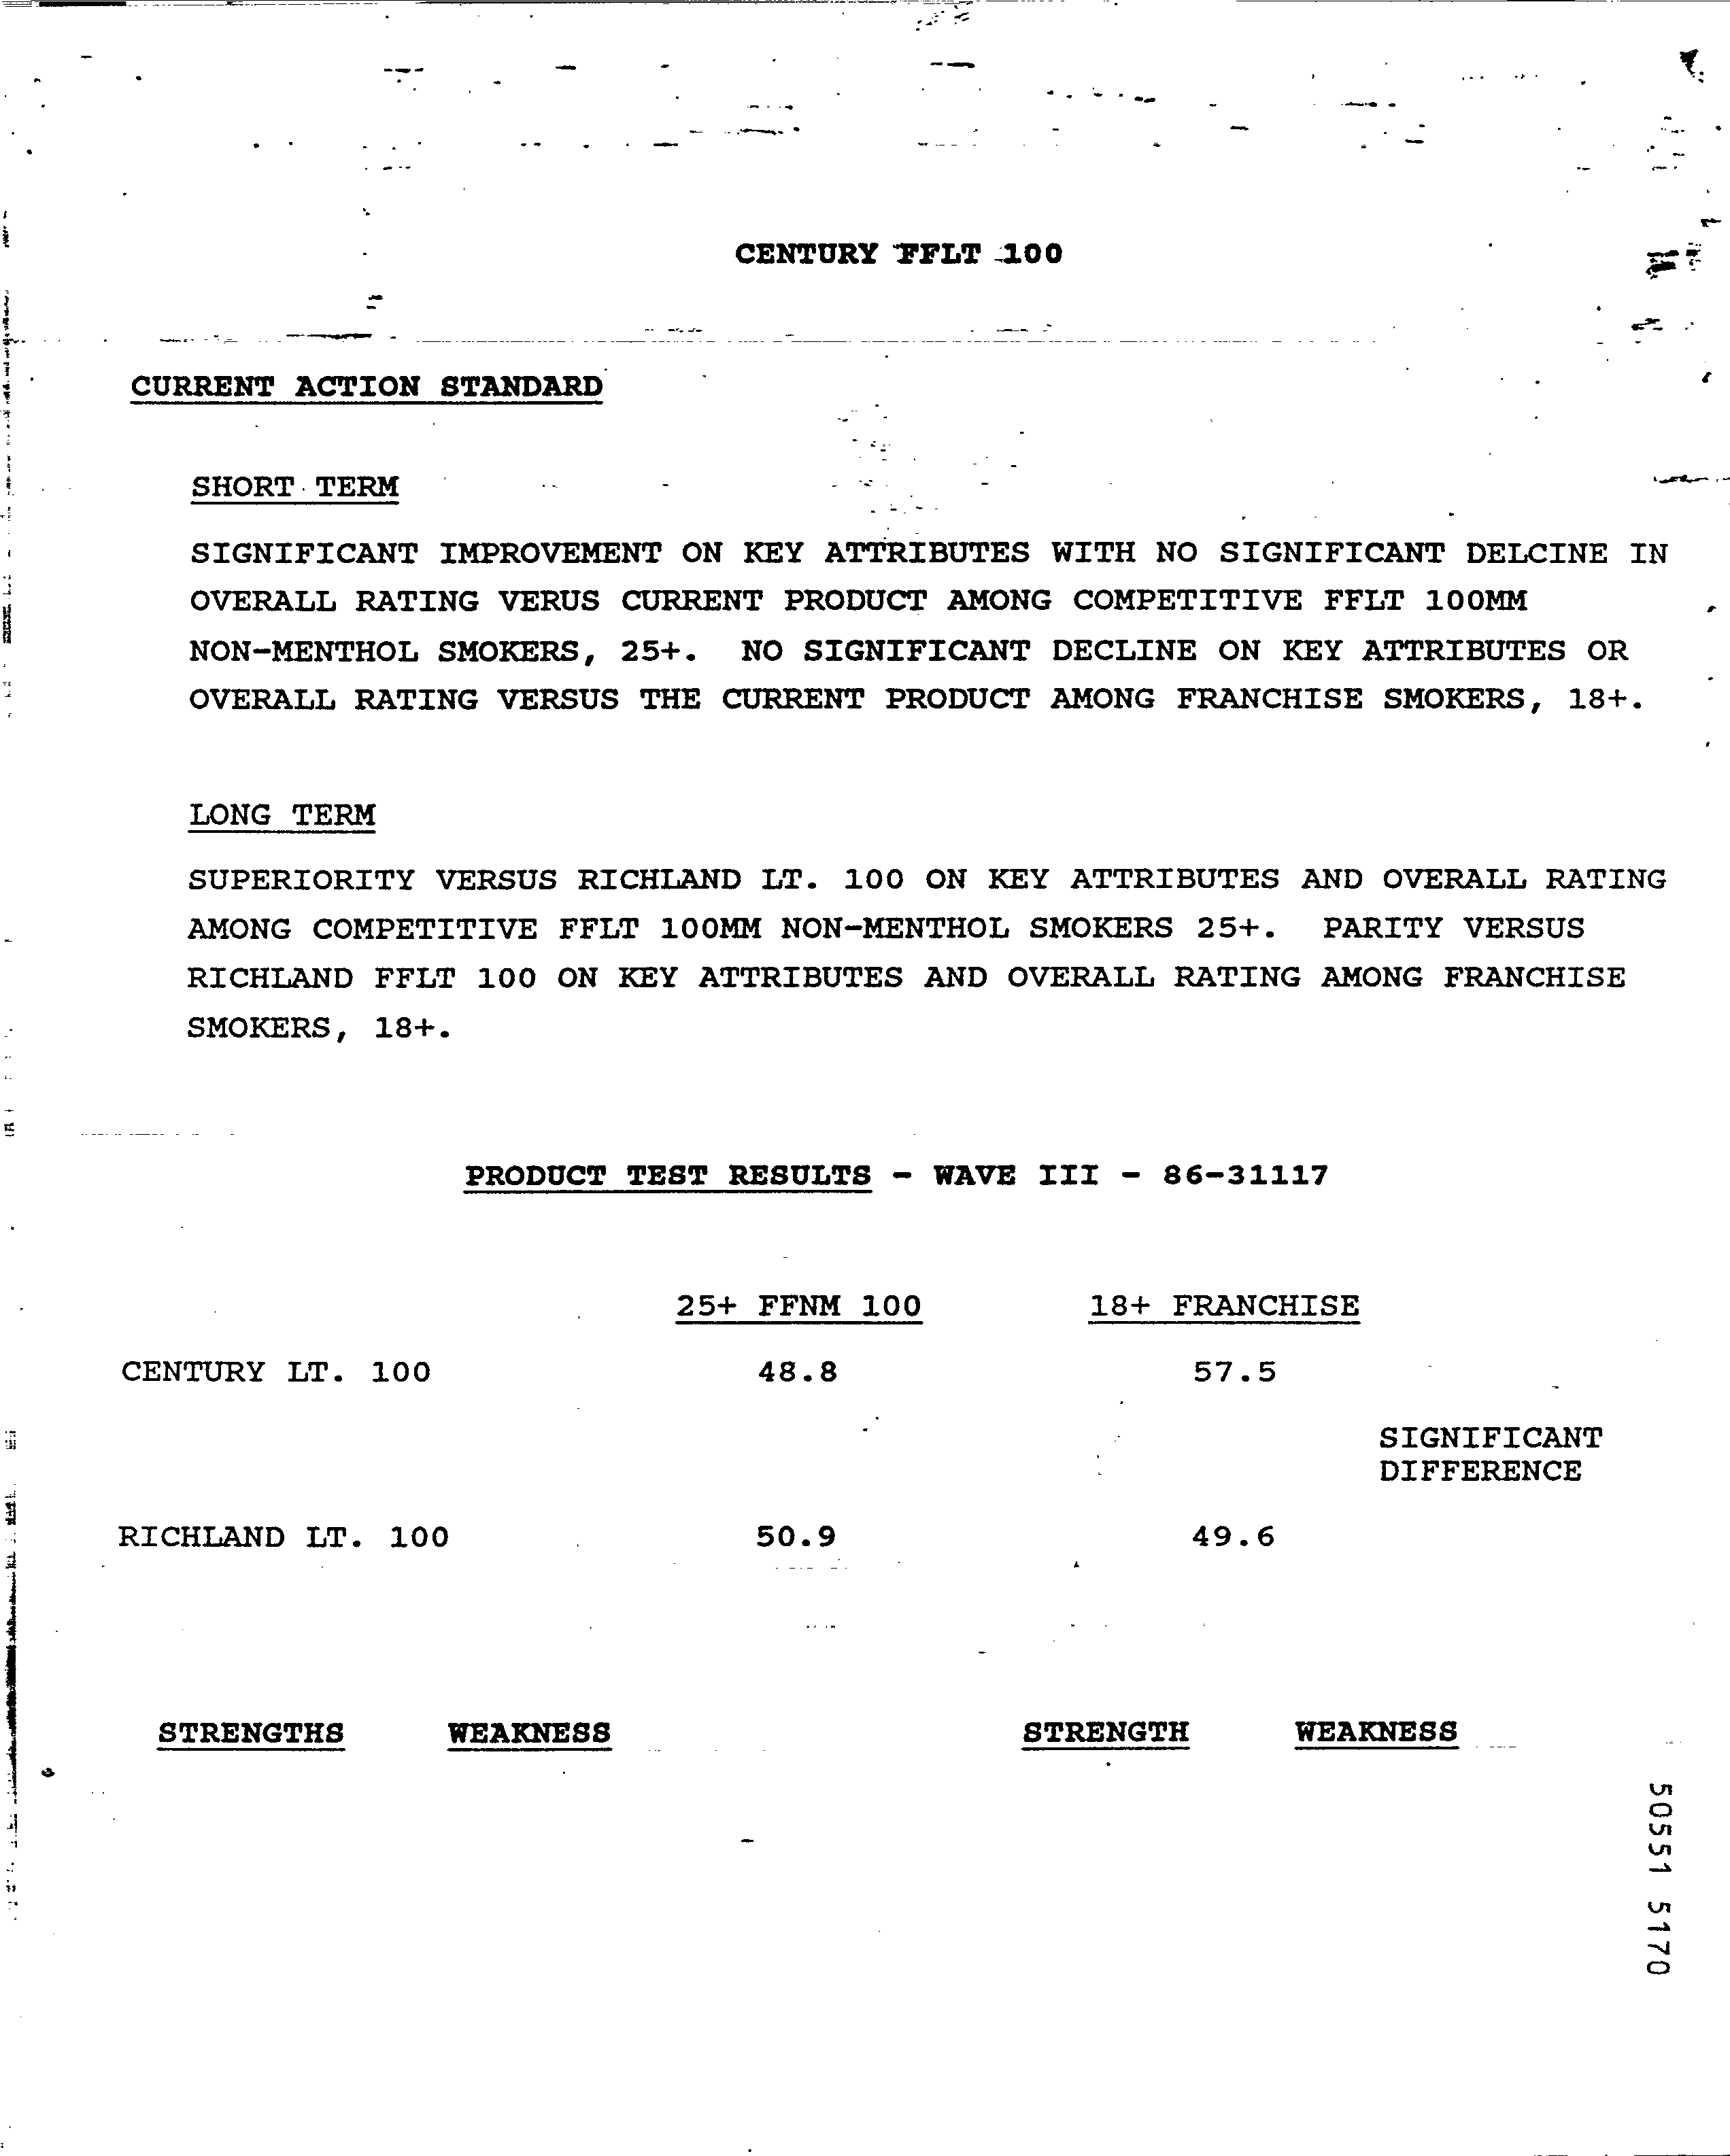 CENTURY FFLT 100
CURRENT ACTION STANDARD
SHORT TERM
SIGNIFICANT IMPROVEMENT ON KEY ATTRIBUTES WITH NO SIGNIFICANT DELCINE IN
OVERALL RATING VERUS CURRENT PRODUCT AMONG COMPETITIVE FFLT 100MM
NON-MENTHOL SMOKERS, 25+. NO SIGNIFICANT DECLINE ON KEY ATTRIBUTES OR
OVERALL RATING VERSUS THE CURRENT PRODUCT AMONG FRANCHISE SMOKERS, 18+.
LONG TERM
SUPERIORITY VERSUS RICHLAND LT. 100 ON KEY ATTRIBUTES AND OVERALL RATING
AMONG COMPETITIVE FFLT 100MM NON-MENTHOL SMOKERS 25+. PARITY VERSUS
RICHLAND FFLT 100 ON KEY ATTRIBUTES AND OVERALL RATING AMONG FRANCHISE
SMOKERS, 18+.
PRODUCT TEST RESULTS - WAVE III - 86-31117
25+ FFNM 100 18+ FRANCHISE
CENTURY LT. 100 48.8 57.5
SIGNIFICANT
DIFFERENCE
RICHLAND LT. 100 50.9 49.6
STRENGTHS WEAKNESS STRENGTH WEAKNESS
50551 5170